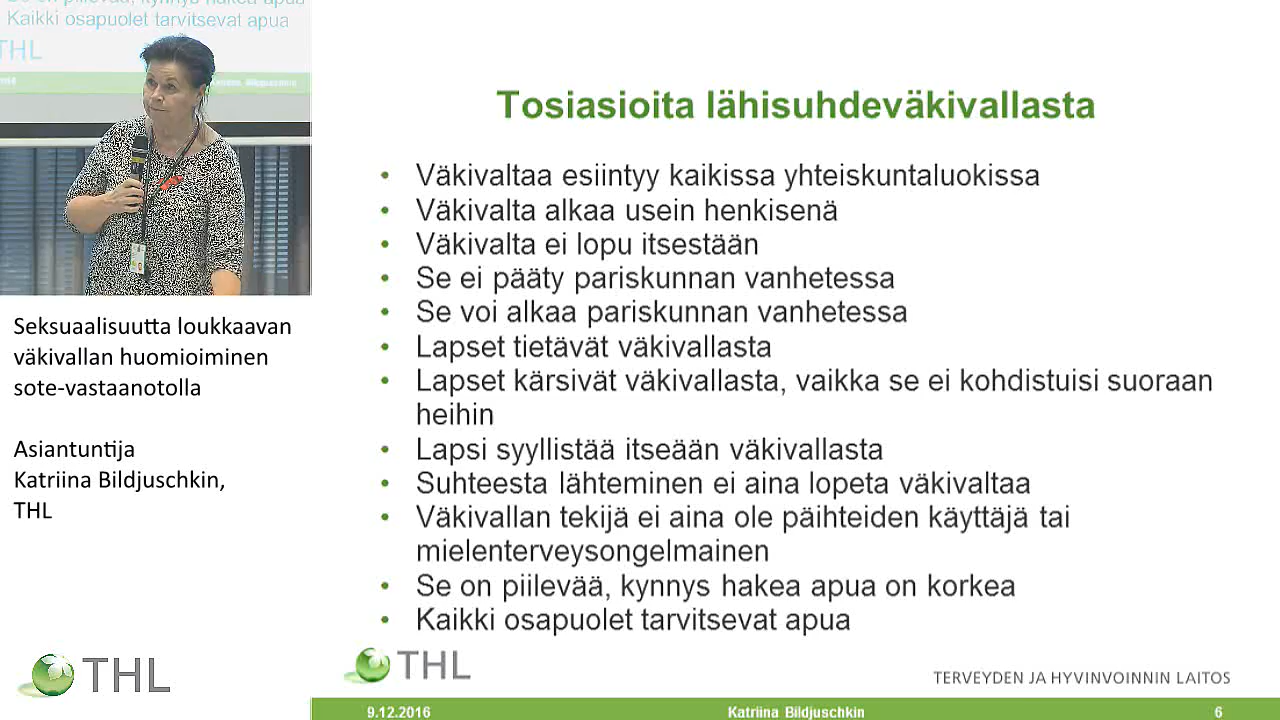 Kaikki osapuolet tarvitsevat apua
THL
Seksuaalisuutta loukkaavan
väkivallan huomioiminen
sote-vastaanotolla
Asiantuntija
Katriina Bildjuschkin,
THL
THL
Tosiasioita lähisuhdeväkivallasta
• Väkivaltaa esiintyy kaikissa yhteiskuntaluokissa
• Väkivalta alkaa usein henkisenä
• Väkivalta ei lopu itsestään
• Se ei pääty pariskunnan vanhetessa
• Se voi alkaa pariskunnan vanhetessa
• Lapset tietävät väkivallasta
• Lapset kärsivät väkivallasta, vaikka se ei kohdistuisi suoraan
heihin
• Lapsi syyllistää itseään väkivallasta
• Suhteesta lähteminen ei aina lopeta väkivaltaa
• Väkivallan tekijä ei aina ole päihteiden käyttäjä tai
mielenterveysongelmainen
• Se on piilevää, kynnys hakea apua on korkea
• Kaikki osapuolet tarvitsevat apua
THL
TERVEYDEN JA HYVINVOINNIN LAITOS
9.12.2016
Katriina Bildjuschkin
6